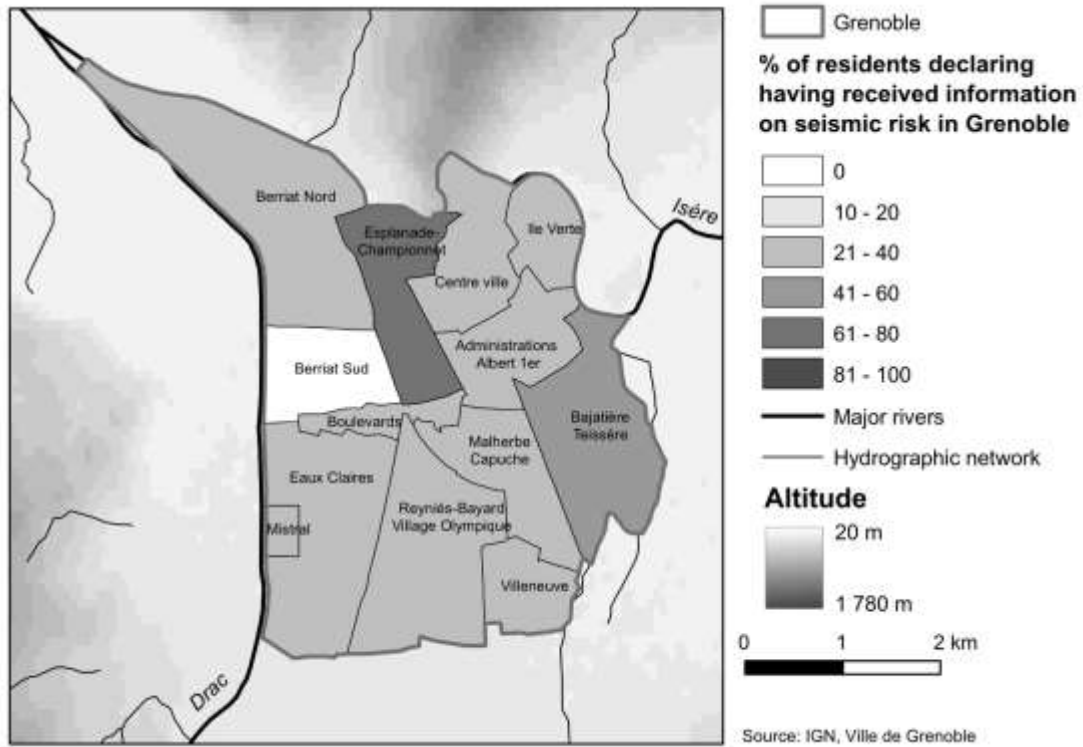 Berriat Nord
Esplanade-
Championnet
Ile Verte
Isére
Centre ville
Administrations
Albert 1er
Berriat Sud
Boulevards
Bajatière
Teissére
Malherbe
Capuche
Eaux Claires
Reyniés-Bayard
Village Olympique
Mistral
Villeneuve
Drac
Grenoble
% of residents declaring
having received information
on seismic risk in Grenoble
0
10 - 20
21 - 40
41 - 60
61 - 80
81 - 100
Major rivers
Hydrographic network
Altitude
20 m
1 780 m
0 1 2 km
Source: IGN, Ville de Grenoble